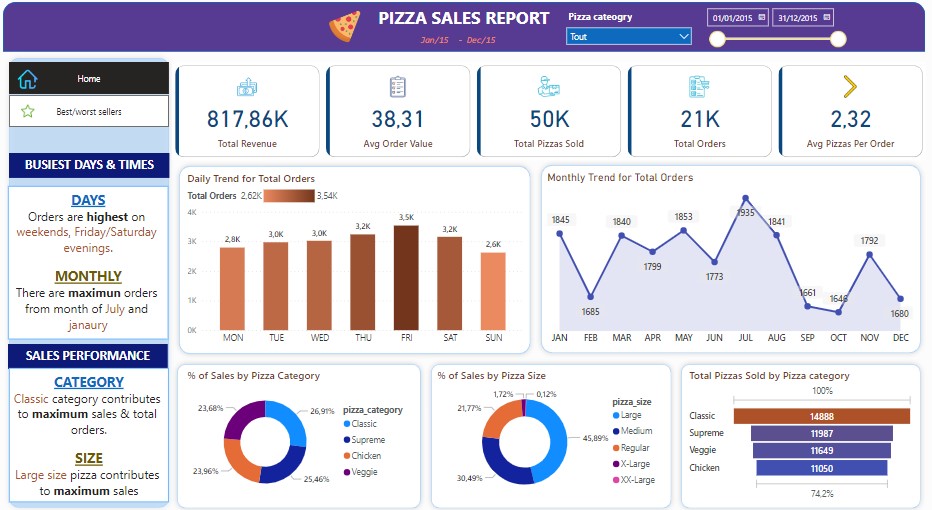 PIZZA SALES REPORT
Jan/15 - Dec/15
Pizza cateogry
Tout
01/01/2015
31/12/2015
Home
Best/worst sellers
BUSIEST DAYS & TIMES
DAYS
Orders are highest on
weekends, Friday/Saturday
evenings.
MONTHLY
There are maximun orders
from month of July and
janaury
SALES PERFORMANCE
CATEGORY
Classic category contributes
to maximum sales & total
orders.
SIZE
Large size pizza contributes
to maximum sales
817,86K
Total Revenue
38,31
Avg Order Value
50K
Total Pizzas Sold
21K
Total Orders
2,32
Avg Pizzas Per Order
Daily Trend for Total Orders
Total Orders 2,62K 3,54K
4K
3K
2K
1K
0K
2,8K
3,0K
3,0K
3,2K
3,5K
3,2K
2,6K
MON TUE WED THU FRI SAT SUN
Monthly Trend for Total Orders
1845
1685
1840
1799
1853
1773
1935
1841
1661
1646
1792
1680
JAN FEB MAR APR MAY JUN JUL AUG SEP OCT NOV DEC
% of Sales by Pizza Category
23,68%
26,91%
23,96%
25,46%
pizza_category
Classic
Supreme
Chicken
Veggie
% of Sales by Pizza Size
1,72%
0,12%
21,77%
45,89%
30,49%
pizza_size
Large
Medium
Regular
X-Large
XX-Large
Total Pizzas Sold by Pizza category
100%
Classic 14888
Supreme 11987
Veggie 11649
Chicken 11050
74,2%